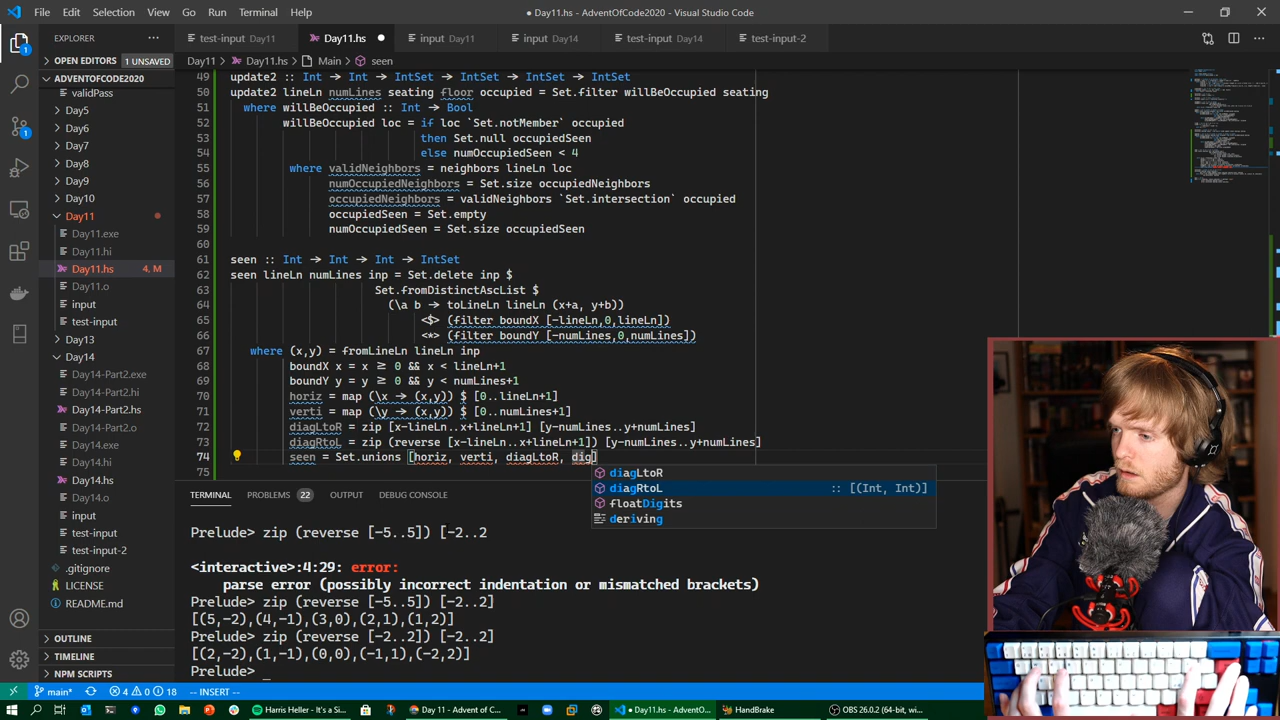 File Edit Selection View Go Run Terminal Help
● Day11.hs - AdventOfCode2020 - Visual Studio Code
EXPLORER
test-input Day11
Day11.hs
input Day11
input Day14
test-input Day14
test-input-2
OPEN EDITORS 1 UNSAVED
Day11 > Day11.hs > Main > seen
ADVENTOFCODE2020
validPass
Day5
Day6
Day7
Day8
Day9
Day10
Day11
Day11.exe
Day11.hi
Day11.hs 4, M
Day11.o
input
test-input
Day13
Day14
Day14-Part2.exe
Day14-Part2.hi
Day14-Part2.hs
Day14-Part2.o
Day14.exe
Day14.hi
Day14.hs
Day14.o
input
test-input
test-input-2
.gitignore
LICENSE
README.md
OUTLINE
TIMELINE
NPM SCRIPTS
49 update2 :: Int → Int → IntSet → IntSet → IntSet → IntSet
50 update2 lineLn numLines seating floor occupied = Set.filter willBeOccupied seating
51 where willBeOccupied :: Int → Bool
52 willBeOccupied loc = if loc `Set.notMember` occupied
53 then Set.null occupiedSeen
54 else numOccupiedSeen < 4
55 where validNeighbors = neighbors lineLn loc
56 numOccupiedNeighbors = Set.size occupiedNeighbors
57 occupiedNeighbors = validNeighbors `Set.intersection` occupied
58 occupiedSeen = Set.empty
59 numOccupiedSeen = Set.size occupiedSeen
60
61 seen :: Int → Int → Int → IntSet
62 seen lineLn numLines inp = Set.delete inp $
63 Set.fromDistinctAscList $
64 (\a b → toLineLn lineLn (x+a, y+b))
65 <$> (filter boundX [-lineLn,0,lineLn])
66 <*> (filter boundY [-numLines,0,numLines])
67 where (x,y) = fromLineLn lineLn inp
68 boundX x = x ≥ 0 && x < lineLn+1
69 boundY y = y ≥ 0 && y < numLines+1
70 horiz = map (\x → (x,y)) $ [0..lineLn+1]
71 verti = map (\y → (x,y)) $ [0..numLines+1]
72 diagLtoR = zip [x-lineLn..x+lineLn+1] [y-numLines..y+numLines]
73 diagRtoL = zip (reverse [x-lineLn..x+lineLn+1]) [y-numLines..y+numLines]
74 seen = Set.unions [horiz, verti, diagLtoR, dig]
75
diagLtoR
diagRtoL :: [(Int, Int)]
floatDigits
deriving
TERMINAL PROBLEMS 22 OUTPUT DEBUG CONSOLE
Prelude> zip (reverse [-5..5]) [-2..2
<interactive>:4:29: error:
parse error (possibly incorrect indentation or mismatched brackets)
Prelude> zip (reverse [-5..5]) [-2..2]
[(5,-2),(4,-1),(3,0),(2,1),(1,2)]
Prelude> zip (reverse [-2..2]) [-2..2]
[(2,-2),(1,-1),(0,0),(-1,1),(-2,2)]
Prelude> _
main* 4 0 18 -- INSERT --
Harris Heller - It's a Si...
Day 11 - Advent of C...
● Day11.hs - AdventO...
HandBrake
OBS 26.0.2 (64-bit, wi...